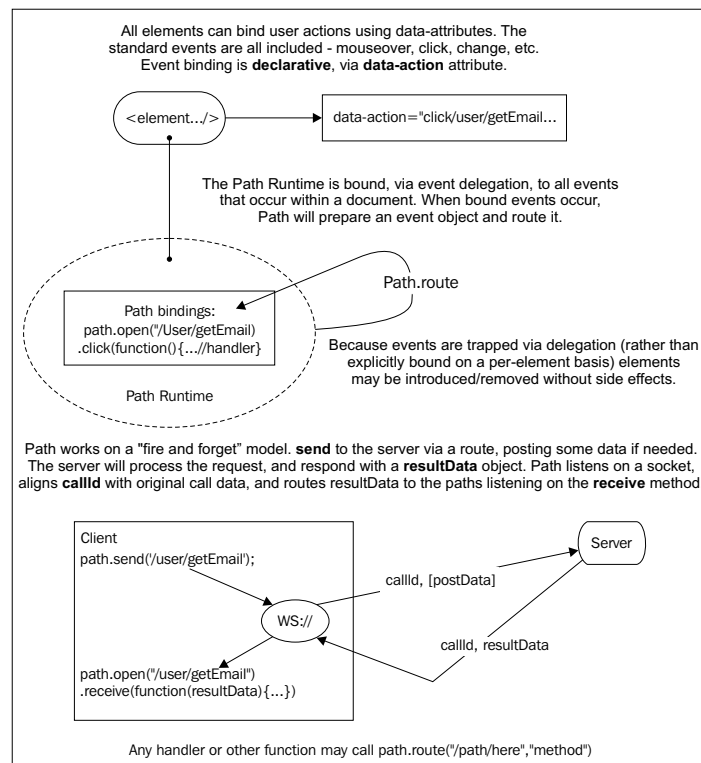 All elements can bind user actions using data-attributes. The
standard events are all included - mouseover, click, change, etc.
Event binding is declarative, via data-action attribute.
<element.../>
data-action="click/user/getEmail...
The Path Runtime is bound, via event delegation, to all events
that occur within a document. When bound events occur,
Path will prepare an event object and route it.
Path.route
Path bindings:
path.open("/User/getEmail)
.click(function(){...//handler}
Path Runtime
Because events are trapped via delegation (rather than
explicitly bound on a per-element basis) elements
may be introduced/removed without side effects.
Path works on a "fire and forget" model. send to the server via a route, posting some data if needed.
The server will process the request, and respond with a resultData object. Path listens on a socket,
aligns callId with original call data, and routes resultData to the paths listening on the receive method
Client
path.send('/user/getEmail');
Server
callId, [postData]
WS://
callId, resultData
path.open("/user/getEmail")
.receive(function(resultData){...})
Any handler or other function may call path.route("/path/here","method")